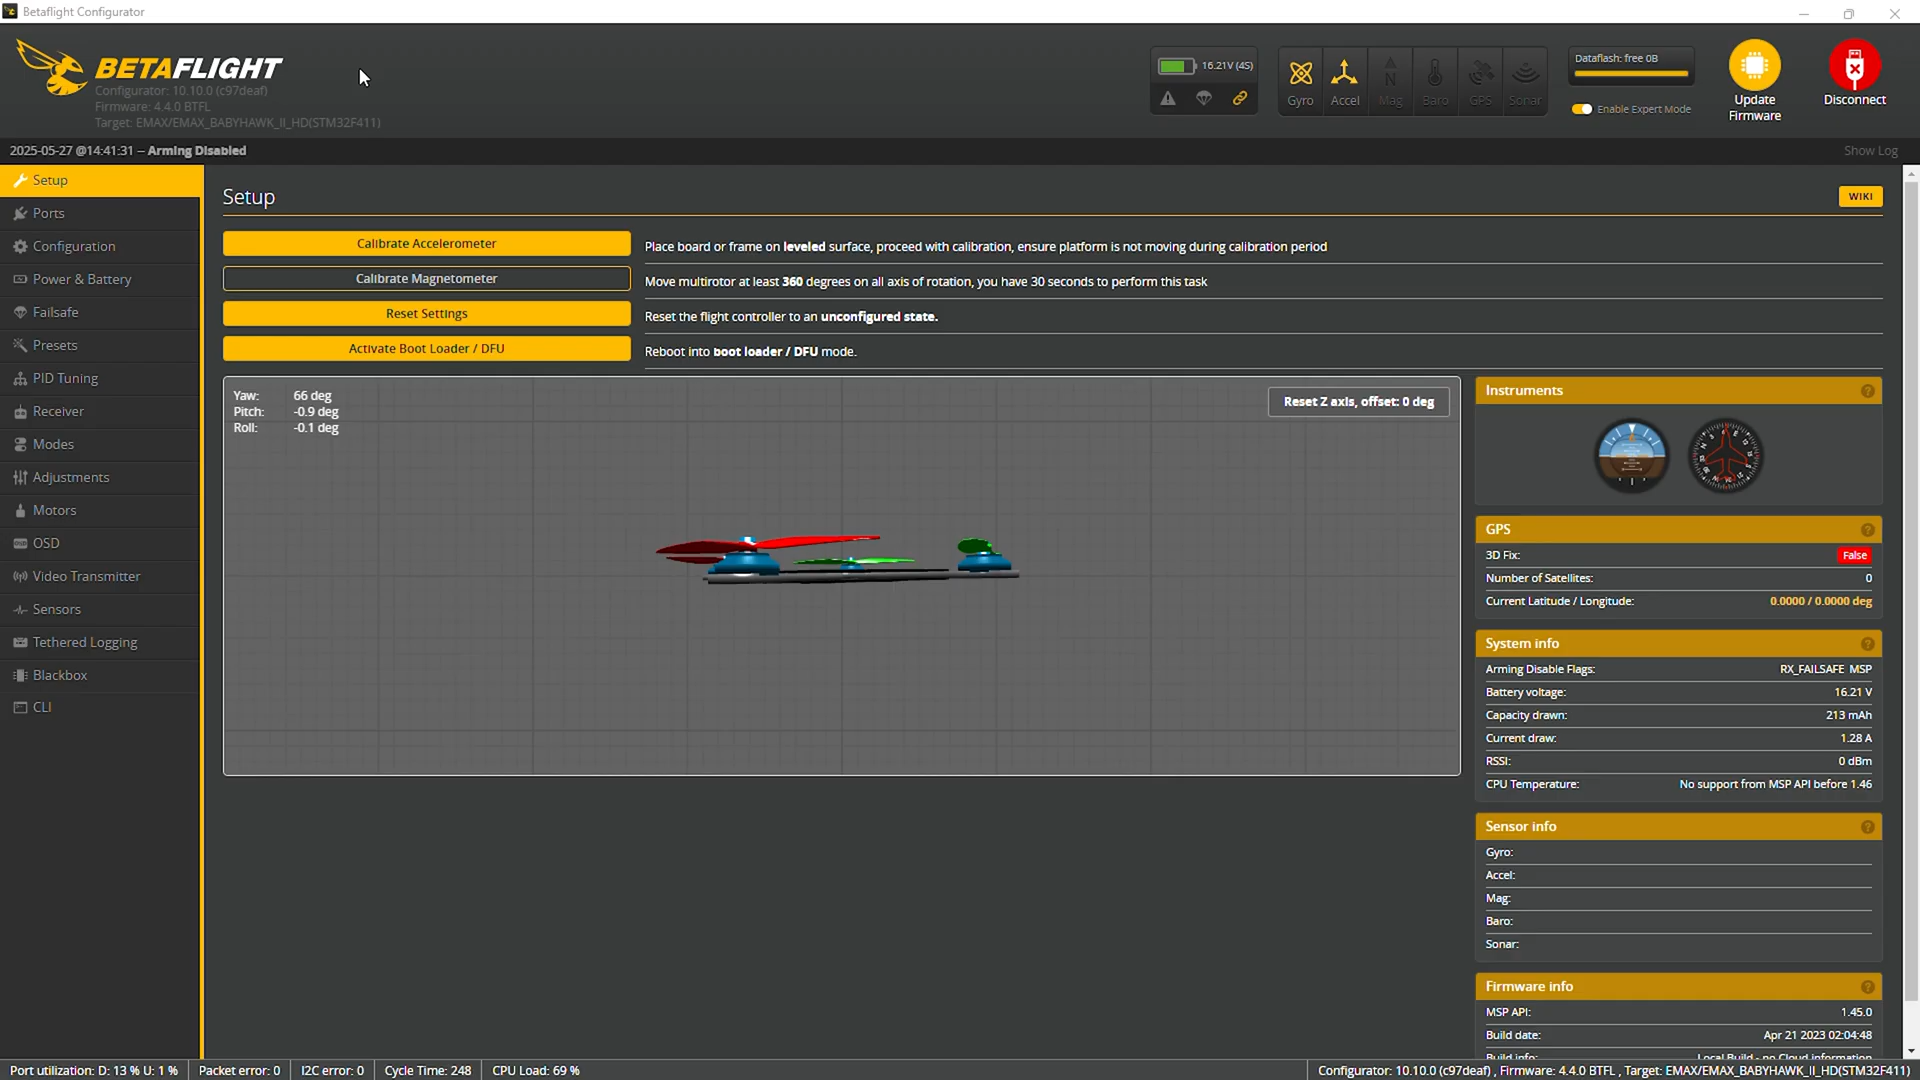 Betaflight Configurator
BETAFLIGHT
Configurator: 10.10.0 (c97deaf)
Firmware: 4.4.0 BTFL
Target: EMAX/EMAX_BABYHAWK_II_HD(STM32F411)
16.21V (4S)
Gyro Accel Mag Baro GPS Sonar
Dataflash: free 0B
Enable Expert Mode
Update
Firmware
Disconnect
2025-05-27 @14:41:31 -- Arming Disabled
Show Log
Setup
Ports
Configuration
Power & Battery
Failsafe
Presets
PID Tuning
Receiver
Modes
Adjustments
Motors
OSD
Video Transmitter
Sensors
Tethered Logging
Blackbox
CLI
Setup
WIKI
Calibrate Accelerometer
Place board or frame on leveled surface, proceed with calibration, ensure platform is not moving during calibration period
Calibrate Magnetometer
Move multirotor at least 360 degrees on all axis of rotation, you have 30 seconds to perform this task
Reset Settings
Reset the flight controller to an unconfigured state.
Activate Boot Loader / DFU
Reboot into boot loader / DFU mode.
Yaw: 66 deg
Pitch: -0.9 deg
Roll: -0.1 deg
Reset Z axis, offset: 0 deg
Instruments
GPS
3D Fix: False
Number of Satellites: 0
Current Latitude / Longitude: 0.0000 / 0.0000 deg
System info
Arming Disable Flags: RX_FAILSAFE MSP
Battery voltage: 16.21 V
Capacity drawn: 213 mAh
Current draw: 1.28 A
RSSI: 0 dBm
CPU Temperature: No support from MSP API before 1.46
Sensor info
Gyro:
Accel:
Mag:
Baro:
Sonar:
Firmware info
MSP API: 1.45.0
Build date: Apr 21 2023 02:04:48
Build info: Local Build - no Cloud information
Port utilization: D: 13 % U: 1 %
Packet error: 0
I2C error: 0
Cycle Time: 248
CPU Load: 69 %
Configurator: 10.10.0 (c97deaf) , Firmware: 4.4.0 BTFL , Target: EMAX/EMAX_BABYHAWK_II_HD(STM32F411)